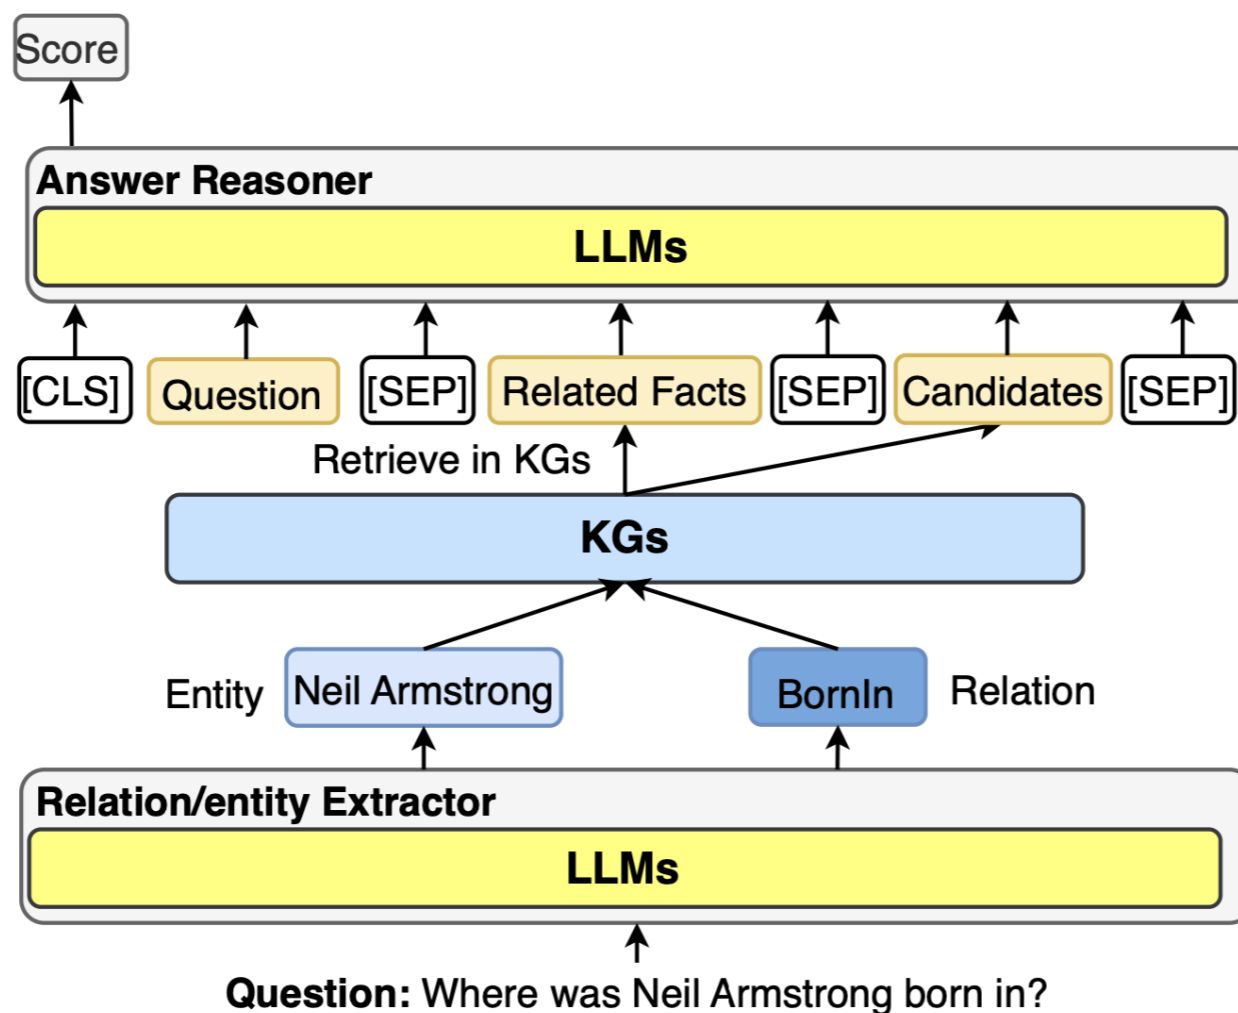 Score
Answer Reasoner
LLMs
[CLS] Question [SEP] Related Facts [SEP] Candidates [SEP]
Retrieve in KGs
KGs
Entity Neil Armstrong BornIn Relation
Relation/entity Extractor
LLMs
Question: Where was Neil Armstrong born in?